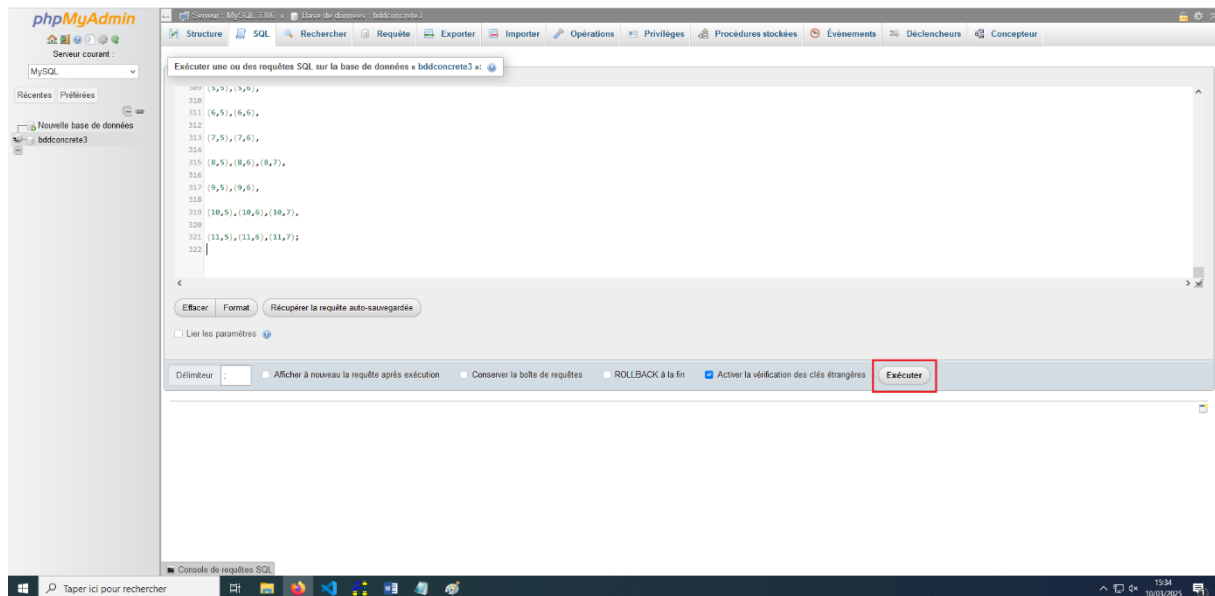 phpMyAdmin
Serveur courant :
MySQL
Récentes Préférées
Nouvelle base de données
bddconcrete3
Serveur : MySQL:3306 » Base de données : bddconcrete3
Structure SQL Rechercher Requête Exporter Importer Opérations Privilèges Procédures stockées Événements Déclencheurs Concepteur
Exécuter une ou des requêtes SQL sur la base de données « bddconcrete3 »:
309 (5,5),(5,6),
310
311 (6,5),(6,6),
312
313 (7,5),(7,6),
314
315 (8,5),(8,6),(8,7),
316
317 (9,5),(9,6),
318
319 (10,5),(10,6),(10,7),
320
321 (11,5),(11,6),(11,7);
322
Effacer Format Récupérer la requête auto-sauvegardée
Lier les paramètres
Délimiteur ; Afficher à nouveau la requête après exécution Conserver la boîte de requêtes ROLLBACK à la fin Activer la vérification des clés étrangères Exécuter
Console de requêtes SQL
Taper ici pour rechercher
15:34
10/03/2025